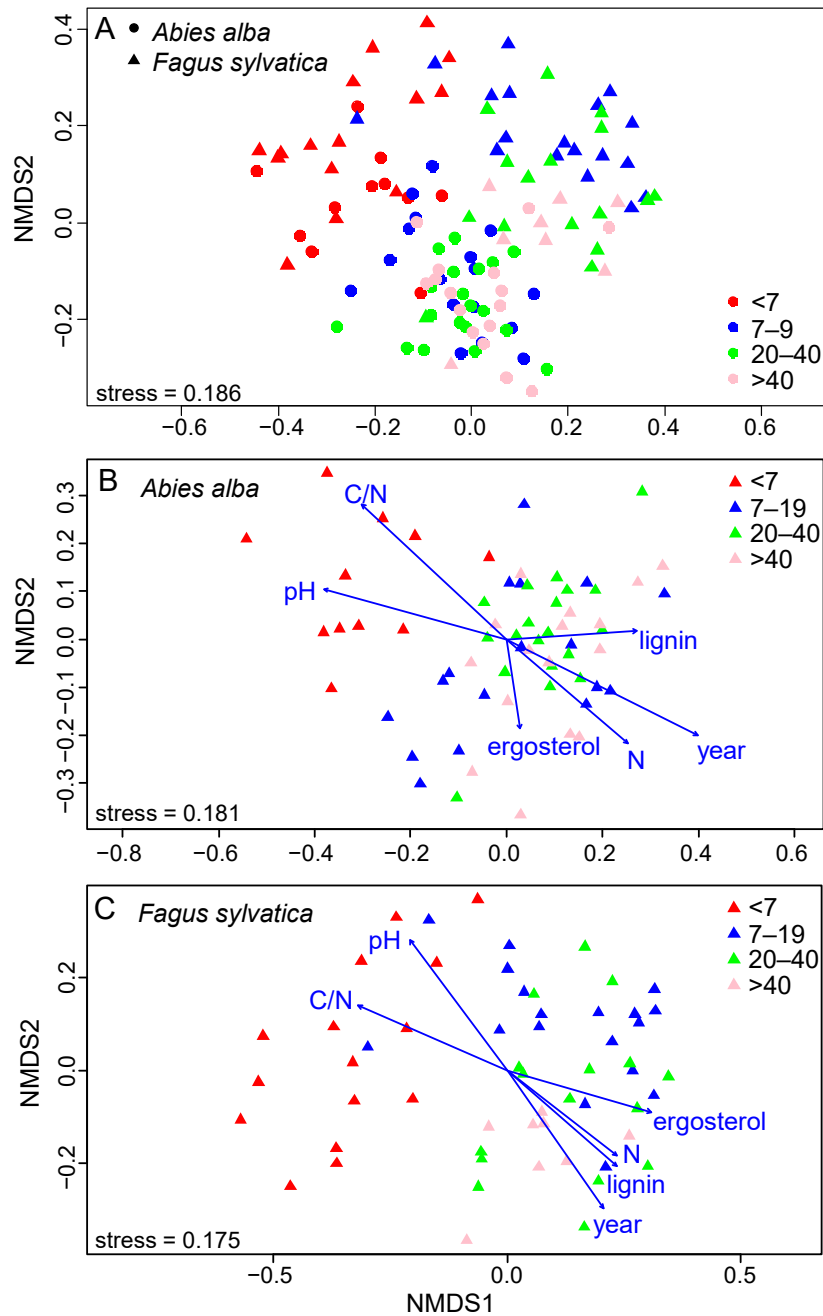 A
Abies alba
Fagus sylvatica
NMDS2
0.4
0.2
0.0
−0.2
<7
7–9
20–40
>40
stress = 0.186
−0.6
−0.4
−0.2
0.0
0.2
0.4
0.6
B
Abies alba
NMDS2
0.3
0.2
0.1
0.0
−0.1
−0.2
−0.3
C/N
pH
lignin
ergosterol
N
year
<7
7–19
20–40
>40
stress = 0.181
−0.8
−0.6
−0.4
−0.2
0.0
0.2
0.4
0.6
C
Fagus sylvatica
NMDS2
0.2
0.0
−0.2
pH
C/N
ergosterol
N
lignin
year
<7
7–19
20–40
>40
stress = 0.175
−0.5
0.0
0.5
NMDS1